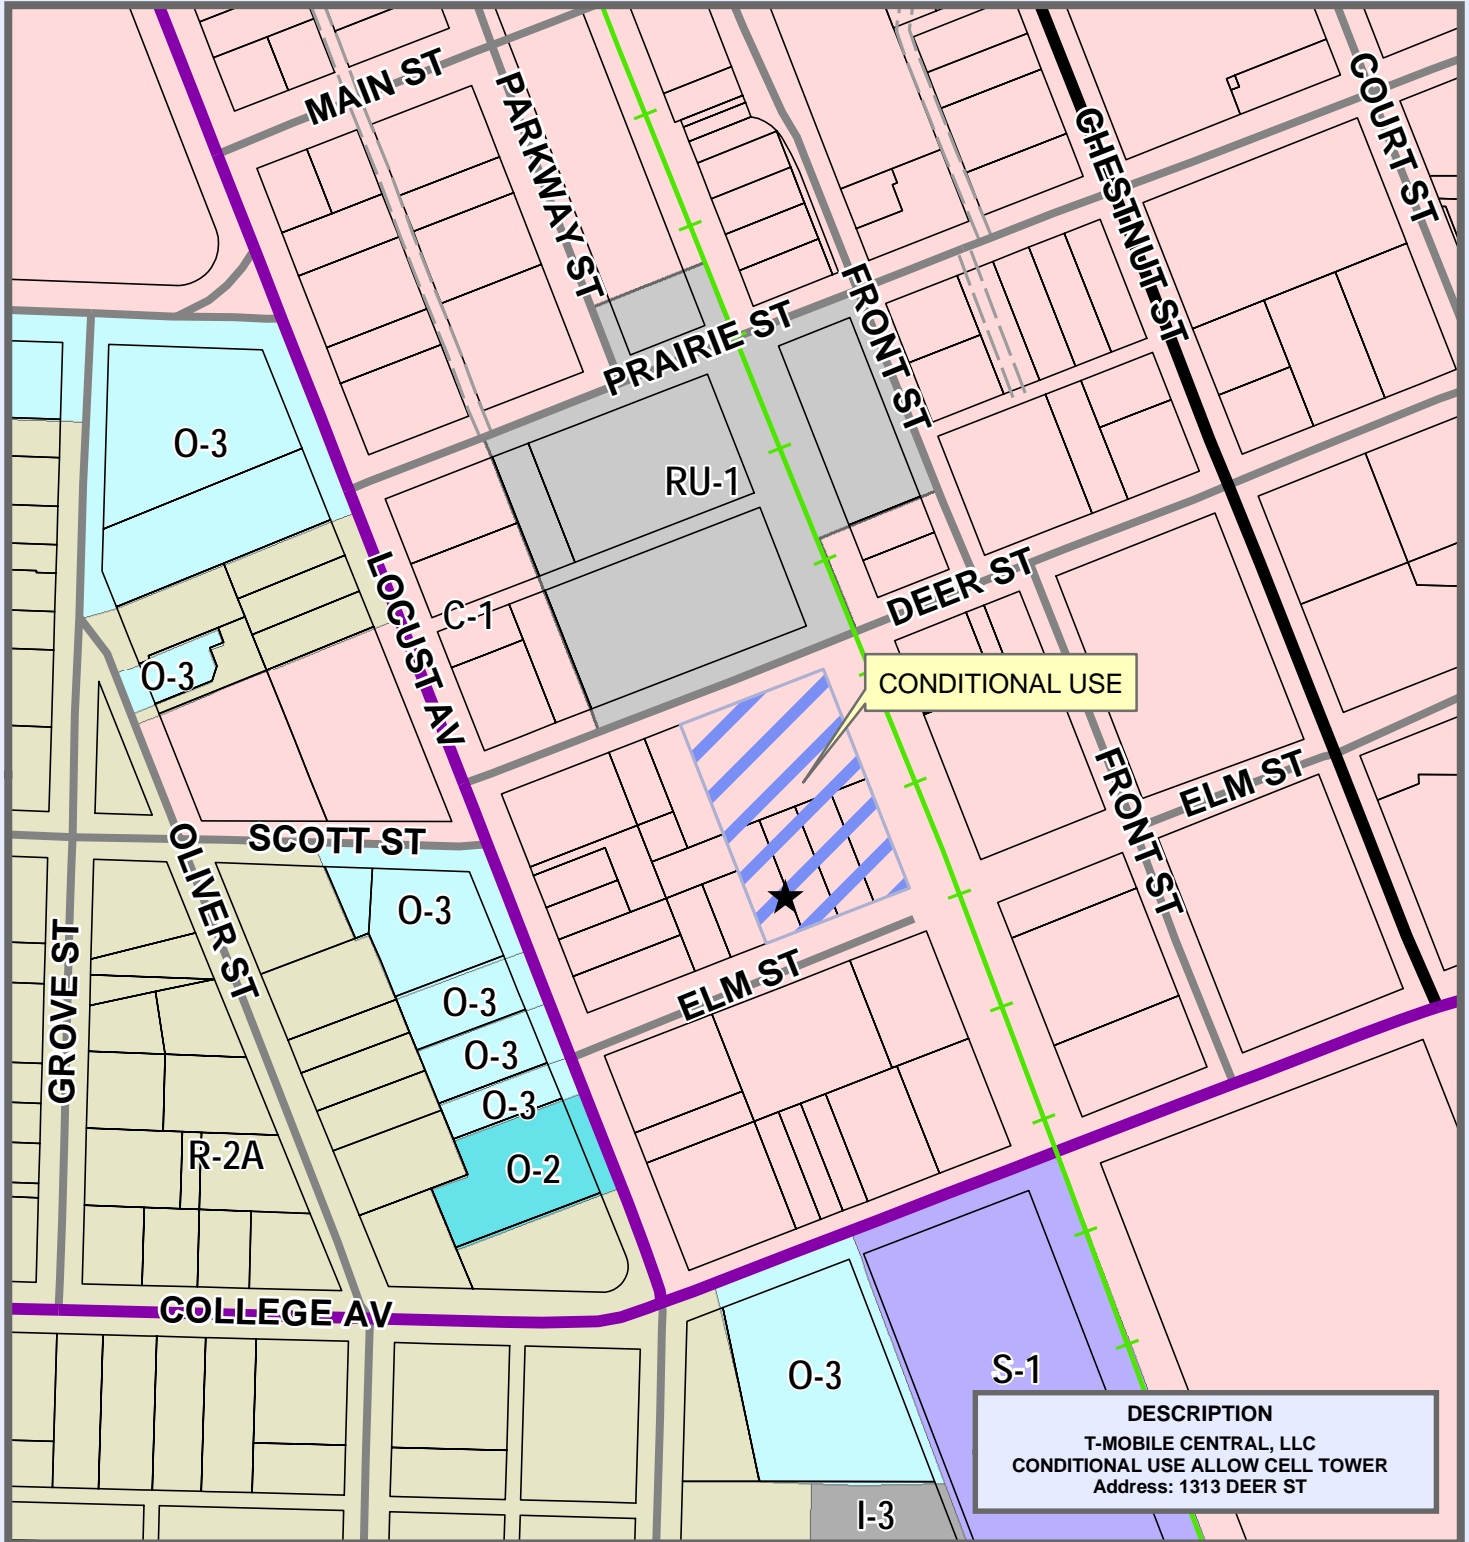 MAIN ST
PARKWAY ST
CHESTNUT ST
COURT ST
FRONT ST
PRAIRIE ST
O-3
RU-1
LOCUST AV
C-1
DEER ST
O-3
CONDITIONAL USE
FRONT ST
ELM ST
SCOTT ST
OLIVER ST
O-3
GROVE ST
ELM ST
O-3
O-3
O-3
R-2A
O-2
COLLEGE AV
O-3
S-1
DESCRIPTION
T-MOBILE CENTRAL, LLC
CONDITIONAL USE ALLOW CELL TOWER
Address: 1313 DEER ST
I-3